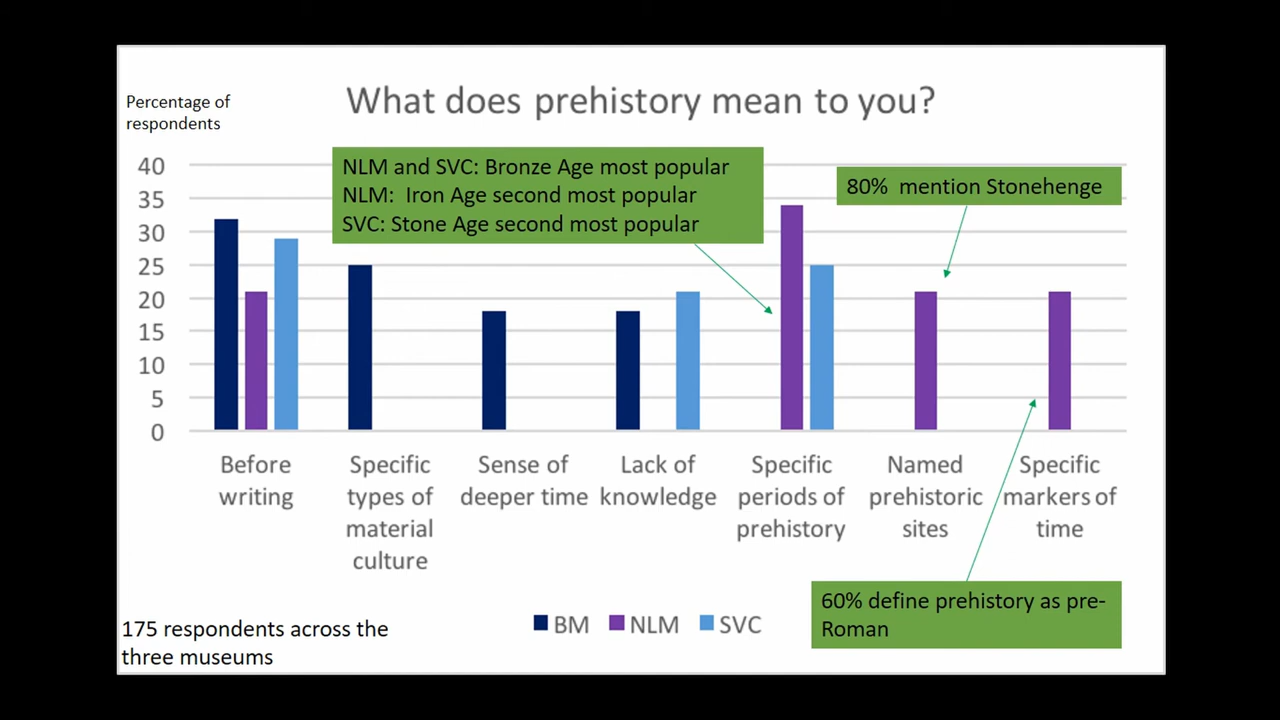 Percentage of
respondents
What does prehistory mean to you?
NLM and SVC: Bronze Age most popular
NLM:  Iron Age second most popular
SVC: Stone Age second most popular
80%  mention Stonehenge
40
35
30
25
20
15
10
5
0
Before
writing
Specific
types of
material
culture
Sense of
deeper time
Lack of
knowledge
Specific
periods of
prehistory
Named
prehistoric
sites
Specific
markers of
time
60% define prehistory as pre-
Roman
BM NLM SVC
175 respondents across the
three museums